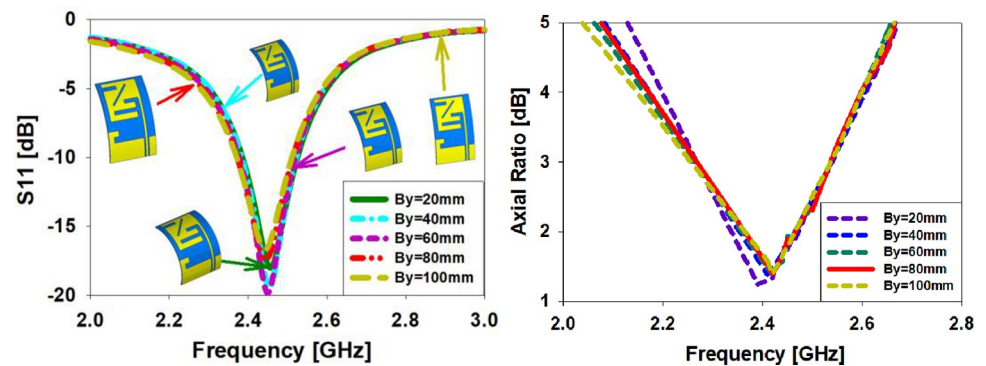 0
-5
-10
-15
-20
S11 [dB]
2.0 2.2 2.4 2.6 2.8 3.0
Frequency [GHz]
By=20mm
By=40mm
By=60mm
By=80mm
By=100mm
5
4
3
2
1
Axial Ratio [dB]
2.0 2.2 2.4 2.6 2.8
Frequency [GHz]
By=20mm
By=40mm
By=60mm
By=80mm
By=100mm